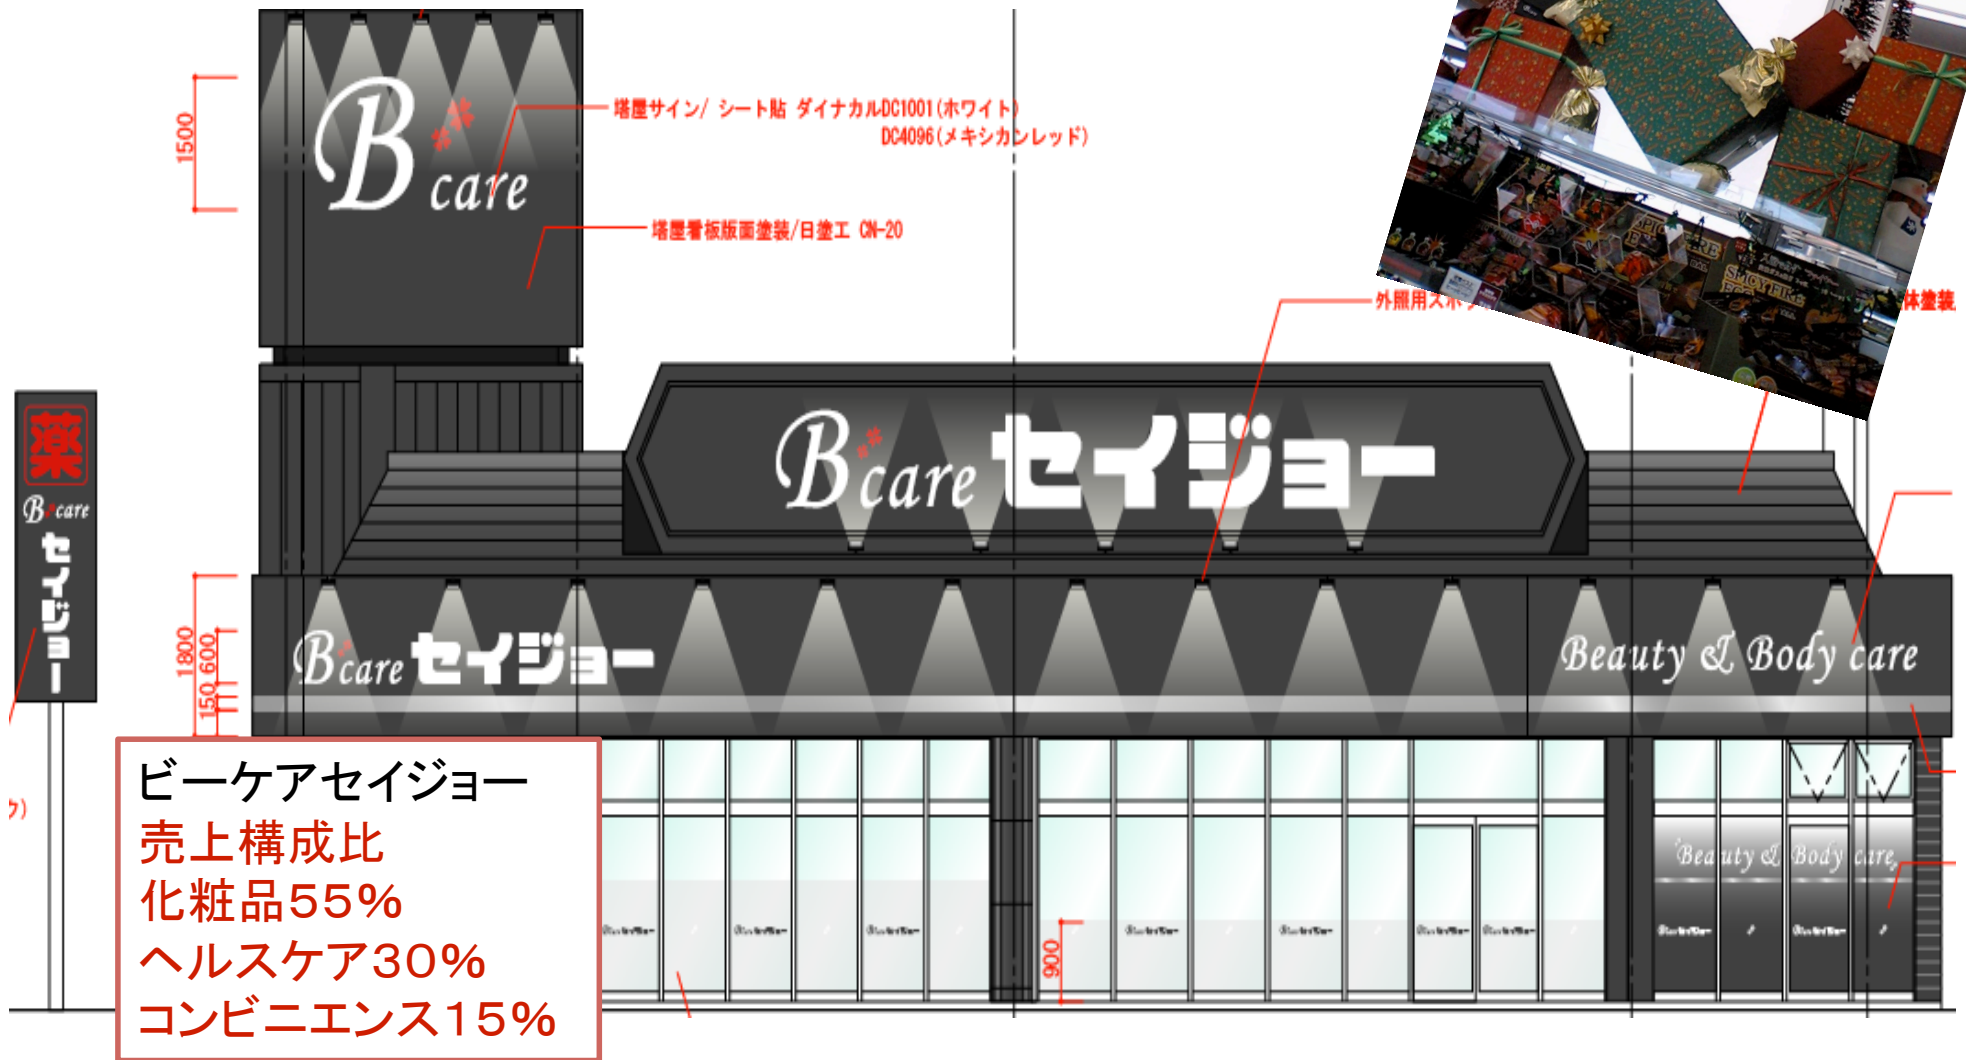 B care
1500
塔屋サイン/ シート貼 ダイナカルDC1001(ホワイト)
DC4096(メキシカンレッド)
塔屋看板版面塗装/日塗工 CN-20
SPICY FIRE
外照用スポッ
体塗装
薬
B care
セイジョー
B care セイジョー
1800
600
150
B care セイジョー
Beauty & Body care
ビーケアセイジョー
売上構成比
化粧品55%
ヘルスケア30%
コンビニエンス15%
900
Beauty & Body care